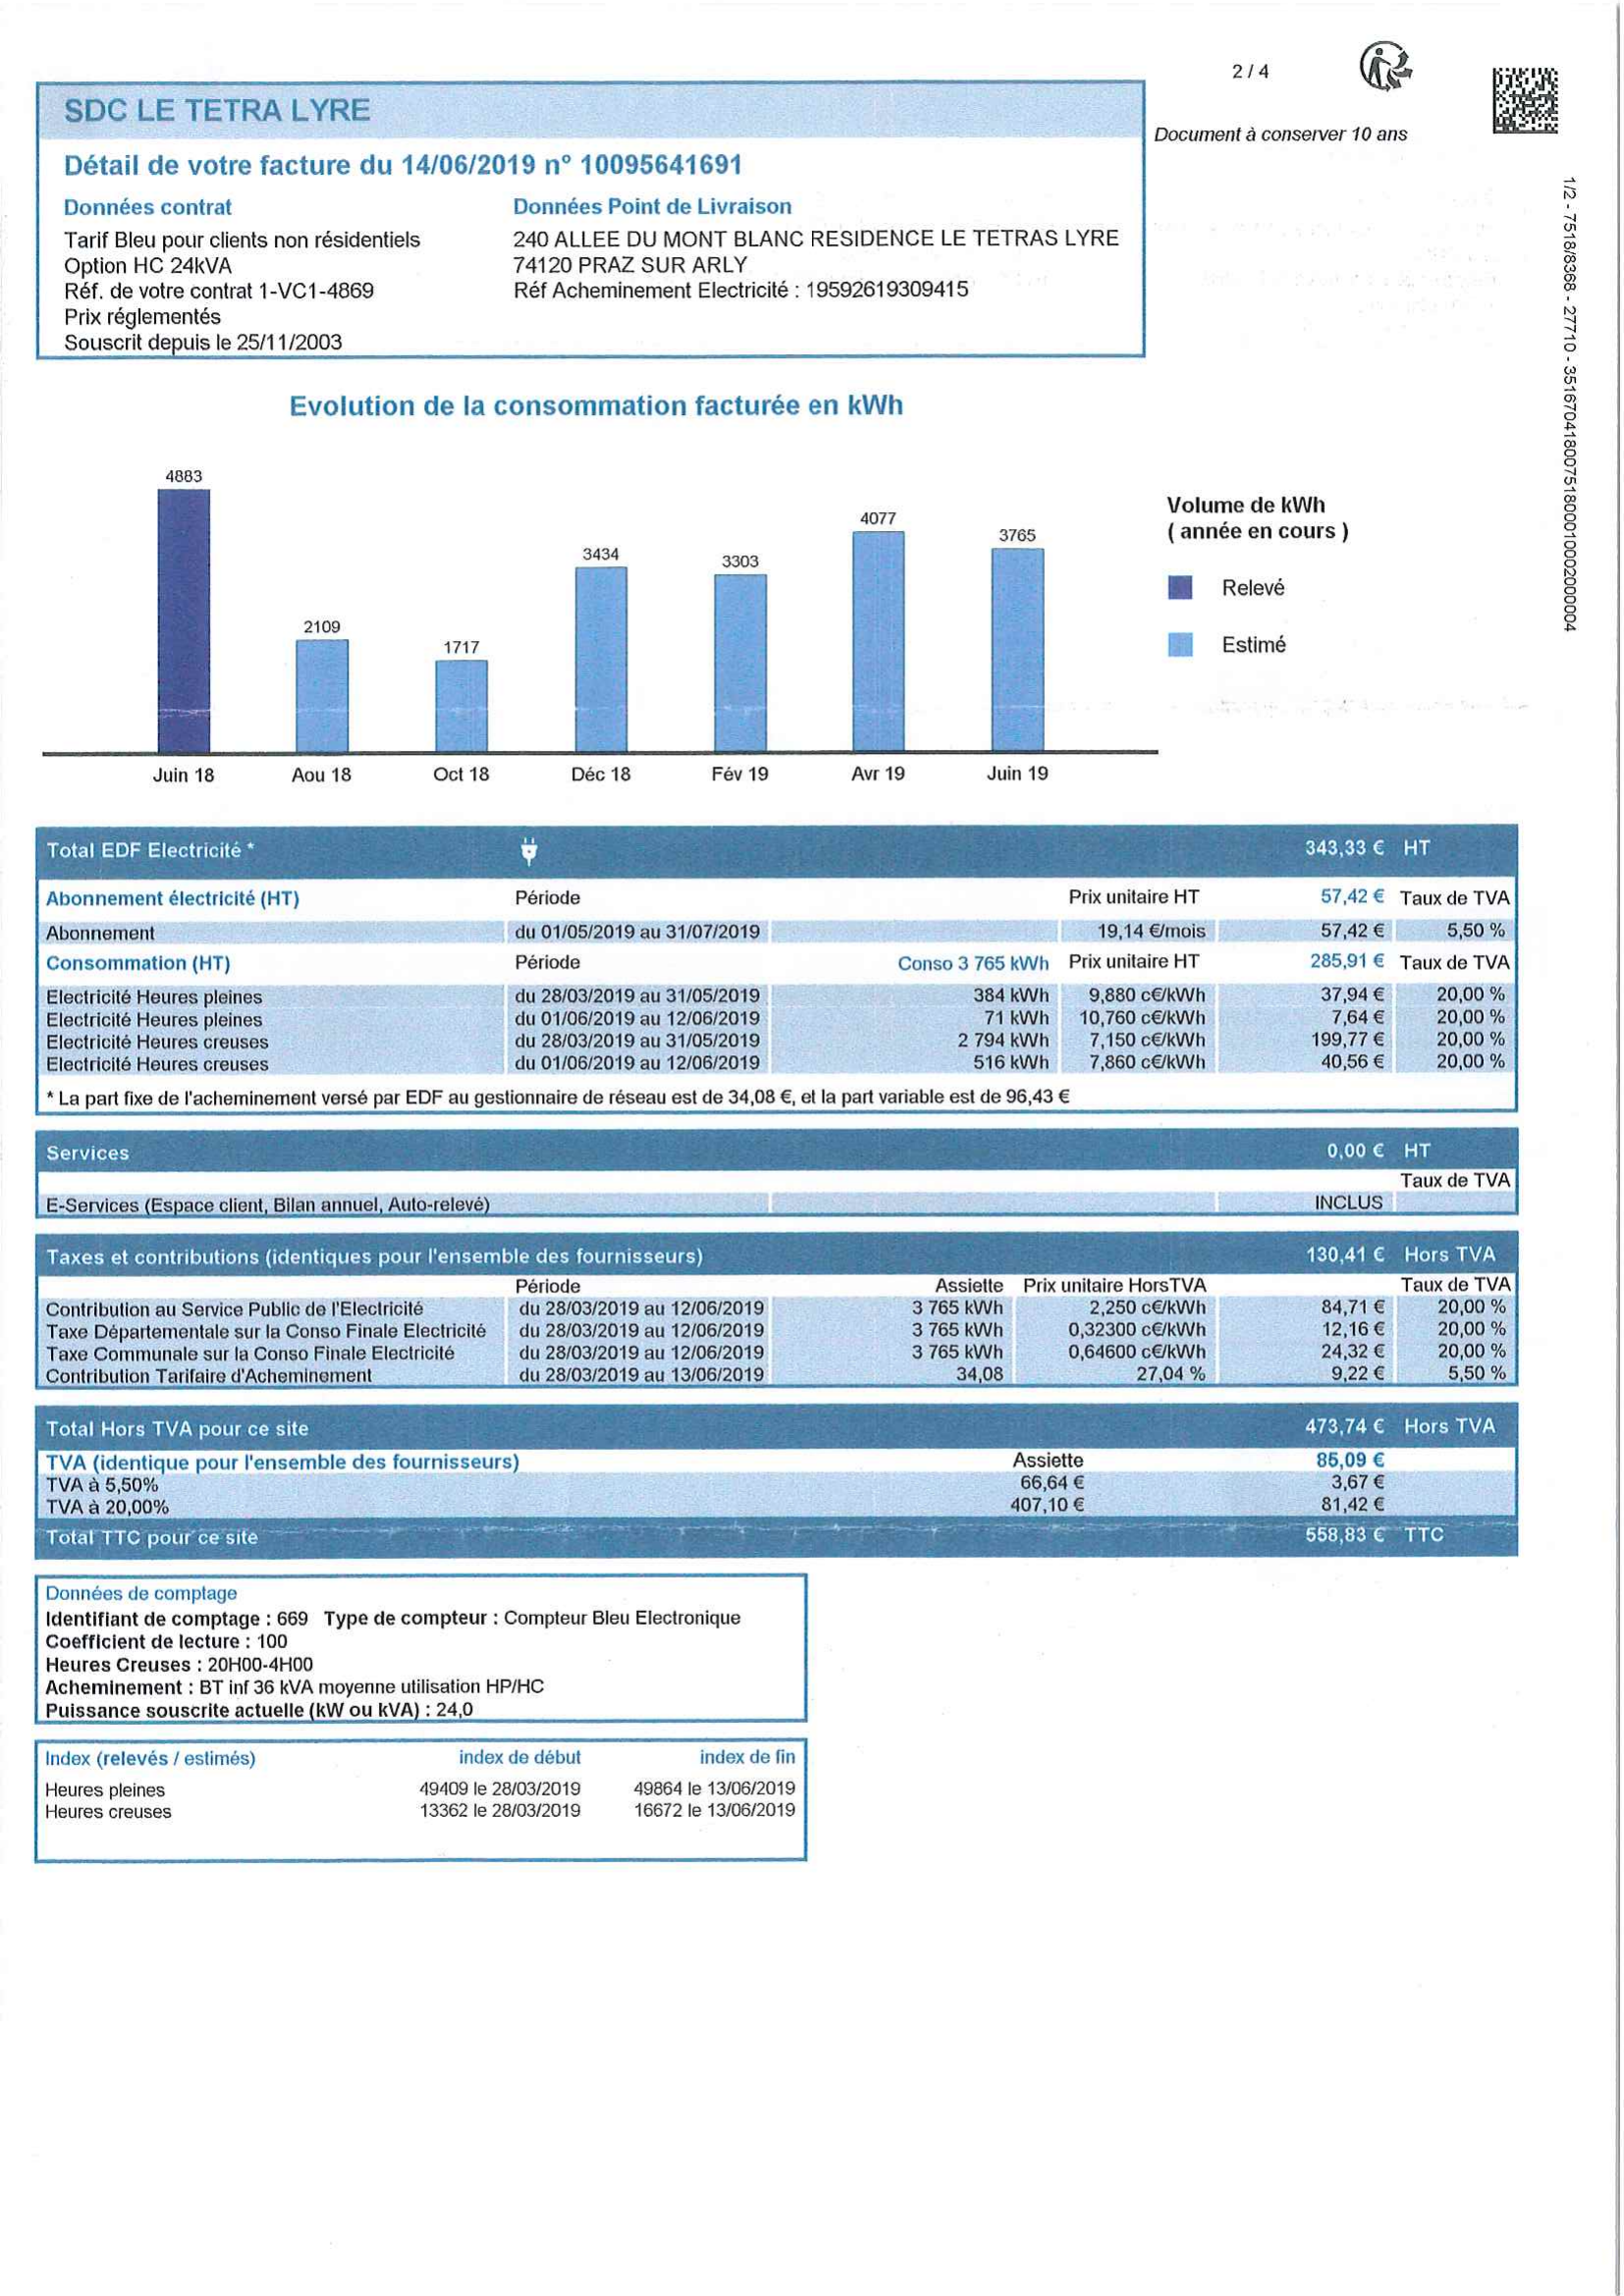 2 / 4
SDC LE TETRA LYRE
Document à conserver 10 ans
Détail de votre facture du 14/06/2019 n° 10095641691
Données contrat
Tarif Bleu pour clients non résidentiels
Option HC 24kVA
Réf. de votre contrat 1-VC1-4869
Prix réglementés
Souscrit depuis le 25/11/2003
Données Point de Livraison
240 ALLEE DU MONT BLANC RESIDENCE LE TETRAS LYRE
74120 PRAZ SUR ARLY
Réf Acheminement Electricité : 19592619309415
1/2 - 7518/8368 - 27710 - 3516704180075180001000200000004
Evolution de la consommation facturée en kWh
4883
2109
1717
3434
3303
4077
3765
Juin 18 Aou 18 Oct 18 Déc 18 Fév 19 Avr 19 Juin 19
Volume de kWh
( année en cours )
Relevé
Estimé
Total EDF Electricité * 343,33 € HT
Abonnement électricité (HT) Période Prix unitaire HT 57,42 € Taux de TVA
Abonnement du 01/05/2019 au 31/07/2019 19,14 €/mois 57,42 € 5,50 %
Consommation (HT) Période Conso 3 765 kWh Prix unitaire HT 285,91 € Taux de TVA
Electricité Heures pleines du 28/03/2019 au 31/05/2019 384 kWh 9,880 c€/kWh 37,94 € 20,00 %
Electricité Heures pleines du 01/06/2019 au 12/06/2019 71 kWh 10,760 c€/kWh 7,64 € 20,00 %
Electricité Heures creuses du 28/03/2019 au 31/05/2019 2 794 kWh 7,150 c€/kWh 199,77 € 20,00 %
Electricité Heures creuses du 01/06/2019 au 12/06/2019 516 kWh 7,860 c€/kWh 40,56 € 20,00 %
* La part fixe de l'acheminement versé par EDF au gestionnaire de réseau est de 34,08 €, et la part variable est de 96,43 €
Services 0,00 € HT
Taux de TVA
E-Services (Espace client, Bilan annuel, Auto-relevé) INCLUS
Taxes et contributions (identiques pour l'ensemble des fournisseurs) 130,41 € Hors TVA
Période Assiette Prix unitaire HorsTVA Taux de TVA
Contribution au Service Public de l'Electricité du 28/03/2019 au 12/06/2019 3 765 kWh 2,250 c€/kWh 84,71 € 20,00 %
Taxe Départementale sur la Conso Finale Electricité du 28/03/2019 au 12/06/2019 3 765 kWh 0,32300 c€/kWh 12,16 € 20,00 %
Taxe Communale sur la Conso Finale Electricité du 28/03/2019 au 12/06/2019 3 765 kWh 0,64600 c€/kWh 24,32 € 20,00 %
Contribution Tarifaire d'Acheminement du 28/03/2019 au 13/06/2019 34,08 27,04 % 9,22 € 5,50 %
Total Hors TVA pour ce site 473,74 € Hors TVA
TVA (identique pour l'ensemble des fournisseurs) Assiette 85,09 €
TVA à 5,50% 66,64 € 3,67 €
TVA à 20,00% 407,10 € 81,42 €
Total TTC pour ce site 558,83 € TTC
Données de comptage
Identifiant de comptage : 669 Type de compteur : Compteur Bleu Electronique
Coefficient de lecture : 100
Heures Creuses : 20H00-4H00
Acheminement : BT inf 36 kVA moyenne utilisation HP/HC
Puissance souscrite actuelle (kW ou kVA) : 24,0
Index (relevés / estimés) index de début index de fin
Heures pleines 49409 le 28/03/2019 49864 le 13/06/2019
Heures creuses 13362 le 28/03/2019 16672 le 13/06/2019